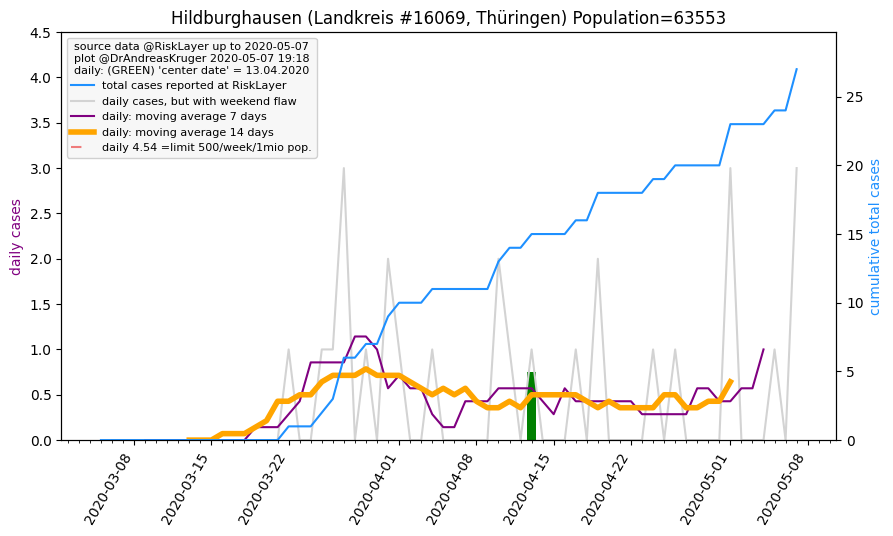 Hildburghausen (Landkreis #16069, Thüringen) Population=63553
source data @RiskLayer up to 2020-05-07
plot @DrAndreasKruger 2020-05-07 19:18
daily: (GREEN) 'center date' = 13.04.2020
total cases reported at RiskLayer
daily cases, but with weekend flaw
daily: moving average 7 days
daily: moving average 14 days
daily 4.54 =limit 500/week/1mio pop.
daily cases
4.5
4.0
3.5
3.0
2.5
2.0
1.5
1.0
0.5
0.0
cumulative total cases
25
20
15
10
5
0
2020-03-08
2020-03-15
2020-03-22
2020-04-01
2020-04-08
2020-04-15
2020-04-22
2020-05-01
2020-05-08